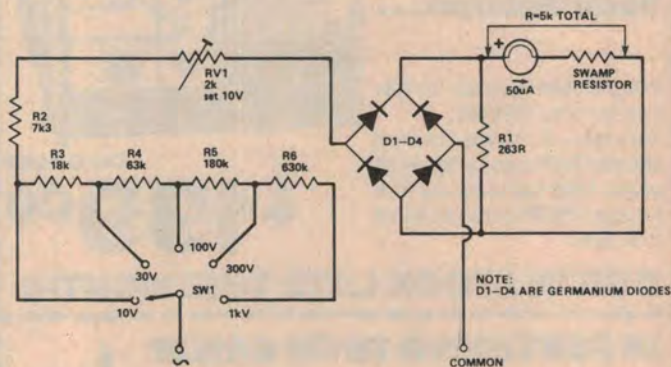 R=5k TOTAL
+
50uA
SWAMP
RESISTOR
RV1
2k
set 10V
R2
7k3
R3
18k
R4
63k
R5
180k
R6
630k
D1–D4
R1
263R
100V
30V
300V
SW1
10V
1kV
NOTE:
D1–D4 ARE GERMANIUM DIODES
COMMON